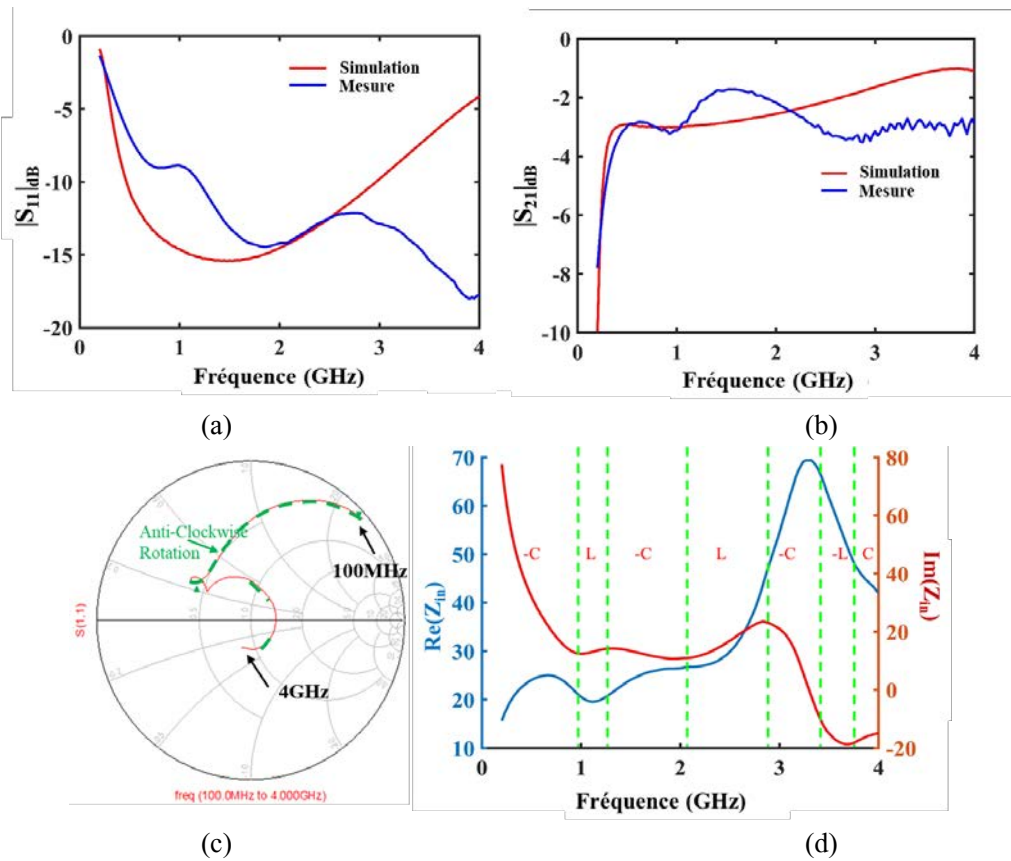 0
-5
-10
-15
-20
|S11|dB
Simulation
Mesure
0 1 2 3 4
Fréquence (GHz)
(a)
0
-2
-4
-6
-8
-10
|S21|dB
Simulation
Mesure
0 1 2 3 4
Fréquence (GHz)
(b)
Anti-Clockwise
Rotation
100MHz
4GHz
S(1,1)
freq (100.0MHz to 4.000GHz)
(c)
70
60
50
40
30
20
10
Re(Zin)
-C L -C L -C -L C
80
60
40
20
0
-20
Im(Zin)
0 1 2 3 4
Fréquence (GHz)
(d)